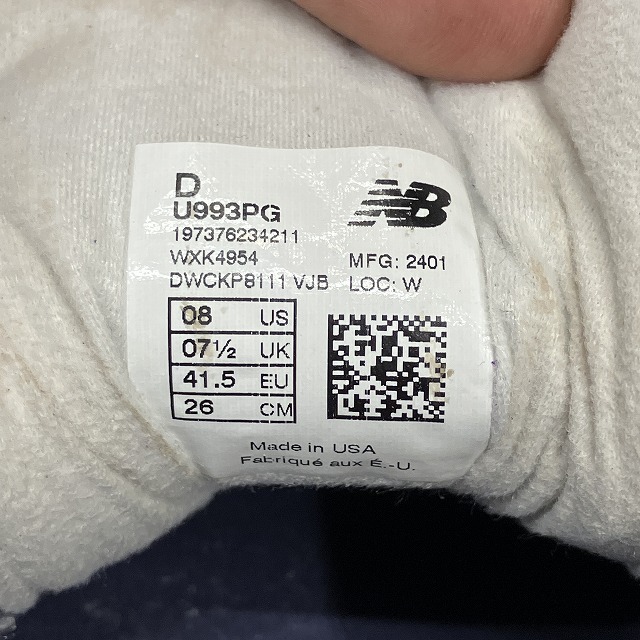 D
U993PG
NB
197376234211
WXK4954
MFG: 2401
DWCKP8111 VJB
LOC: W
08 US
07½ UK
41.5 EU
26 CM
Made in USA
Fabriqué aux É.-U.